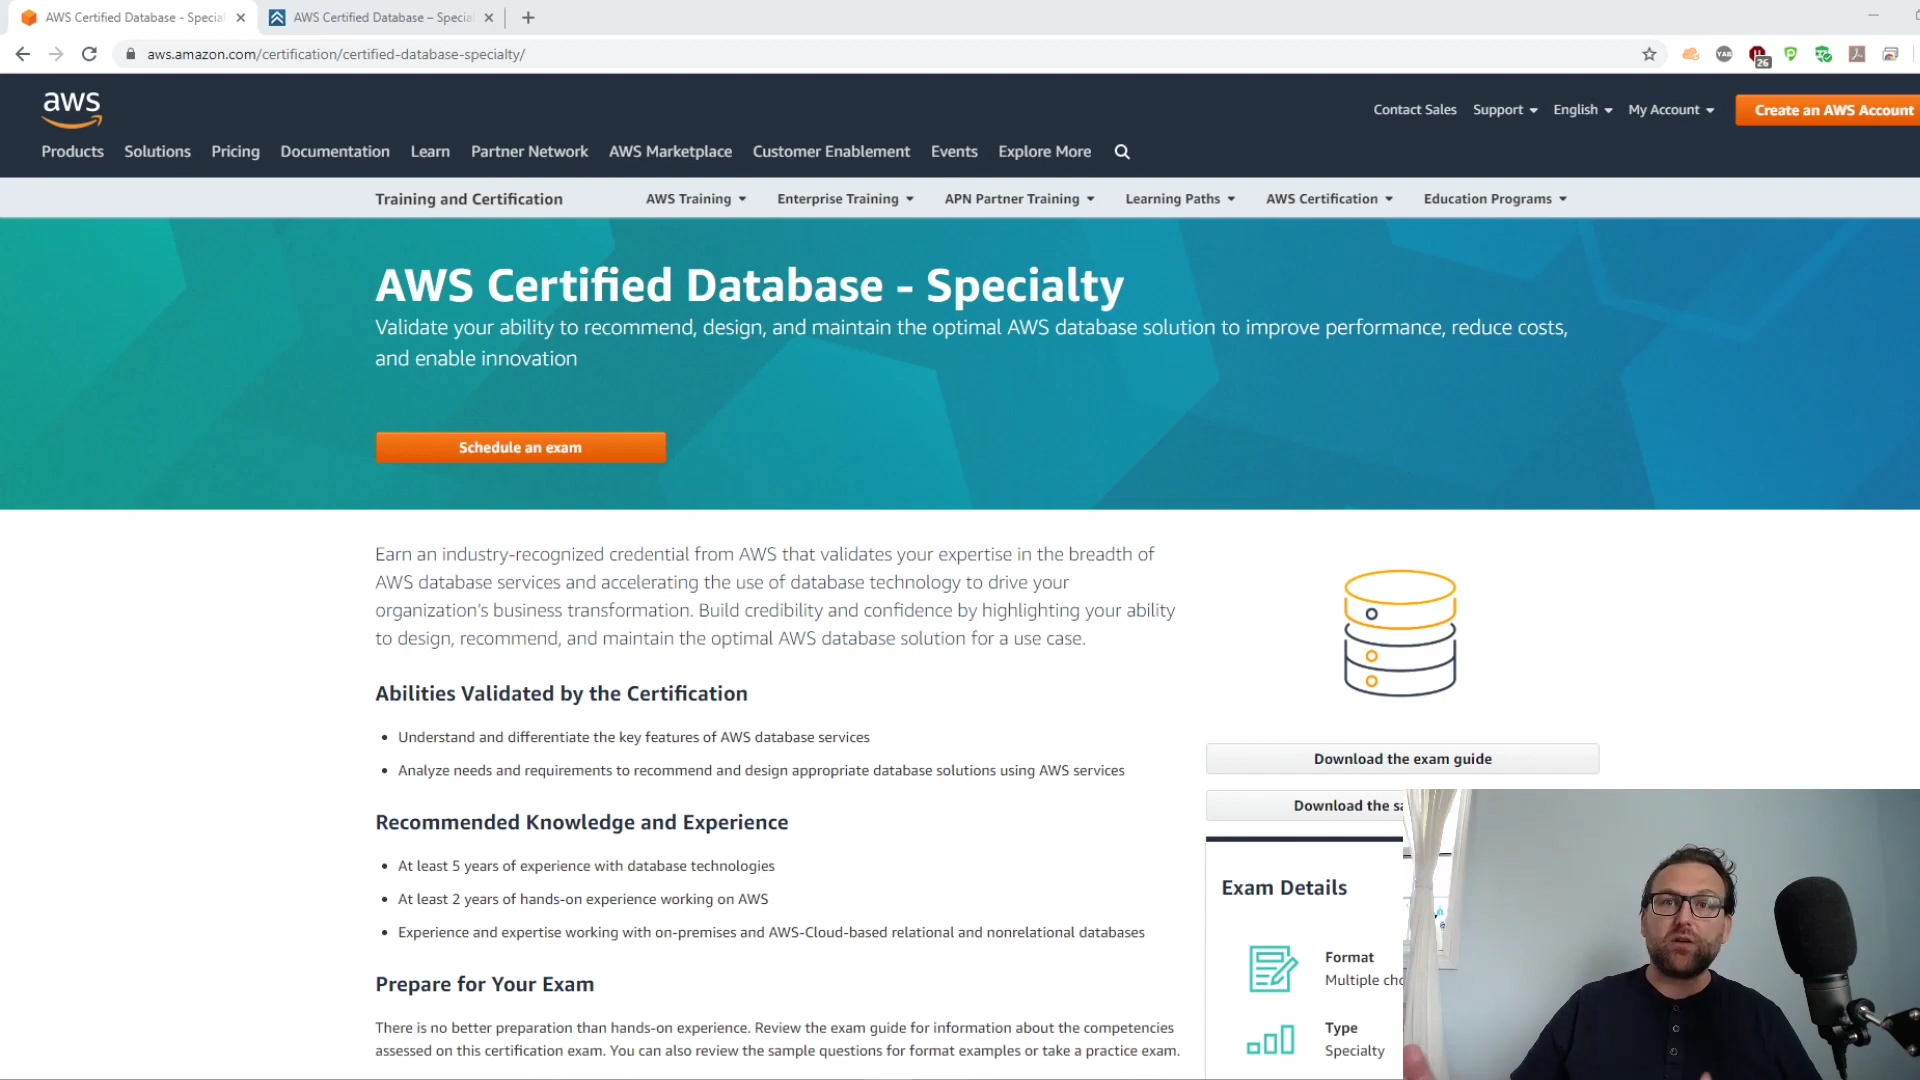 AWS Certified Database - Specia
AWS Certified Database – Specia
aws.amazon.com/certification/certified-database-specialty/
YAB
26
aws
Contact Sales Support English My Account Create an AWS Account
Products Solutions Pricing Documentation Learn Partner Network AWS Marketplace Customer Enablement Events Explore More
Training and Certification AWS Training Enterprise Training APN Partner Training Learning Paths AWS Certification Education Programs
AWS Certified Database - Specialty
Validate your ability to recommend, design, and maintain the optimal AWS database solution to improve performance, reduce costs,
and enable innovation
Schedule an exam
Earn an industry-recognized credential from AWS that validates your expertise in the breadth of
AWS database services and accelerating the use of database technology to drive your
organization's business transformation. Build credibility and confidence by highlighting your ability
to design, recommend, and maintain the optimal AWS database solution for a use case.
Abilities Validated by the Certification
• Understand and differentiate the key features of AWS database services
• Analyze needs and requirements to recommend and design appropriate database solutions using AWS services
Recommended Knowledge and Experience
• At least 5 years of experience with database technologies
• At least 2 years of hands-on experience working on AWS
• Experience and expertise working with on-premises and AWS-Cloud-based relational and nonrelational databases
Prepare for Your Exam
There is no better preparation than hands-on experience. Review the exam guide for information about the competencies
assessed on this certification exam. You can also review the sample questions for format examples or take a practice exam.
Download the exam guide
Download the sa
Exam Details
Format
Multiple cho
Type
Specialty